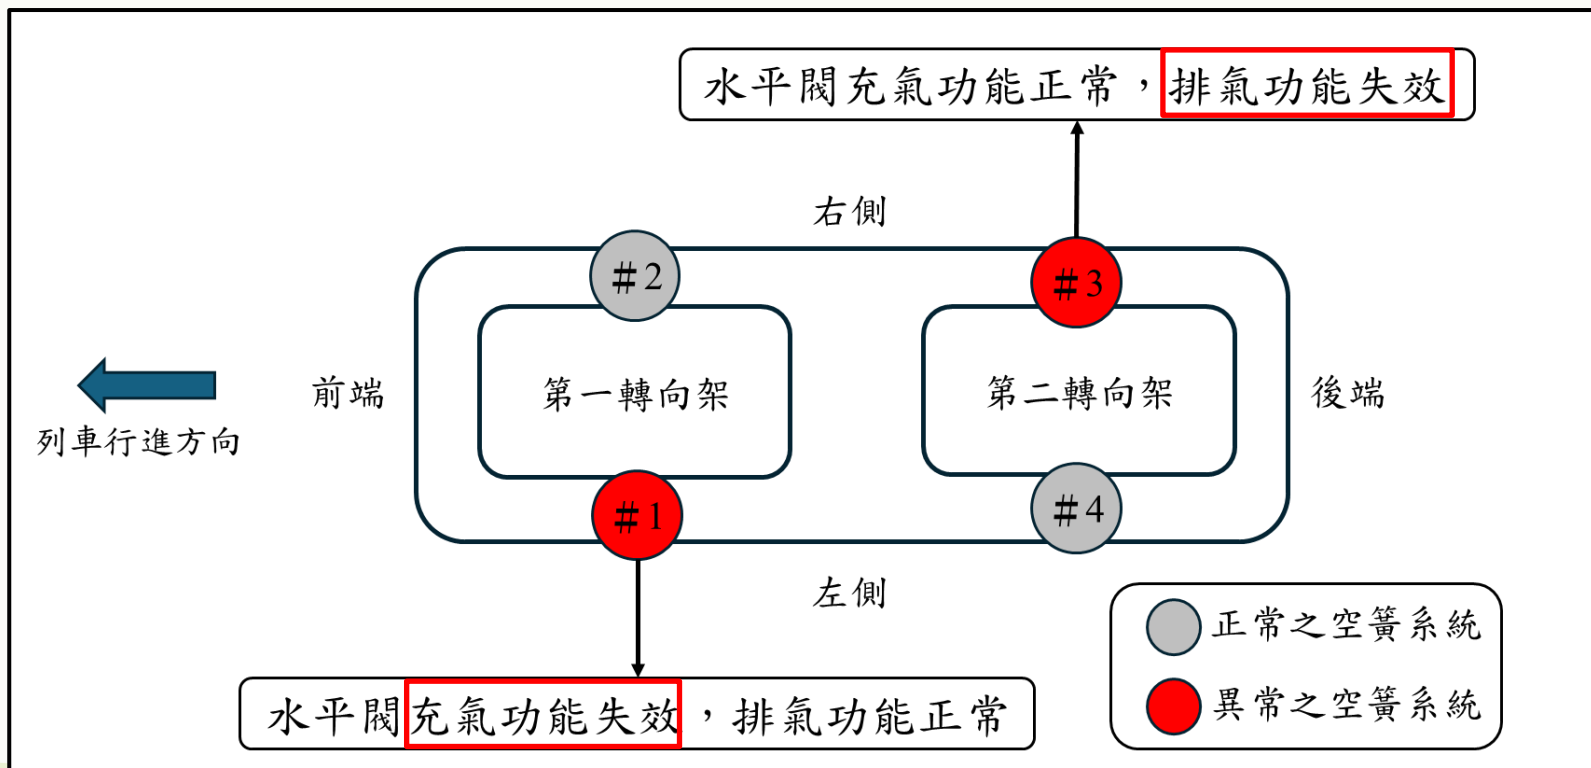 水平閥充氣功能正常，排氣功能失效
右側
#2
#3
前端
第一轉向架
第二轉向架
後端
列車行進方向
#1
#4
左側
正常之空簧系統
異常之空簧系統
水平閥充氣功能失效，排氣功能正常